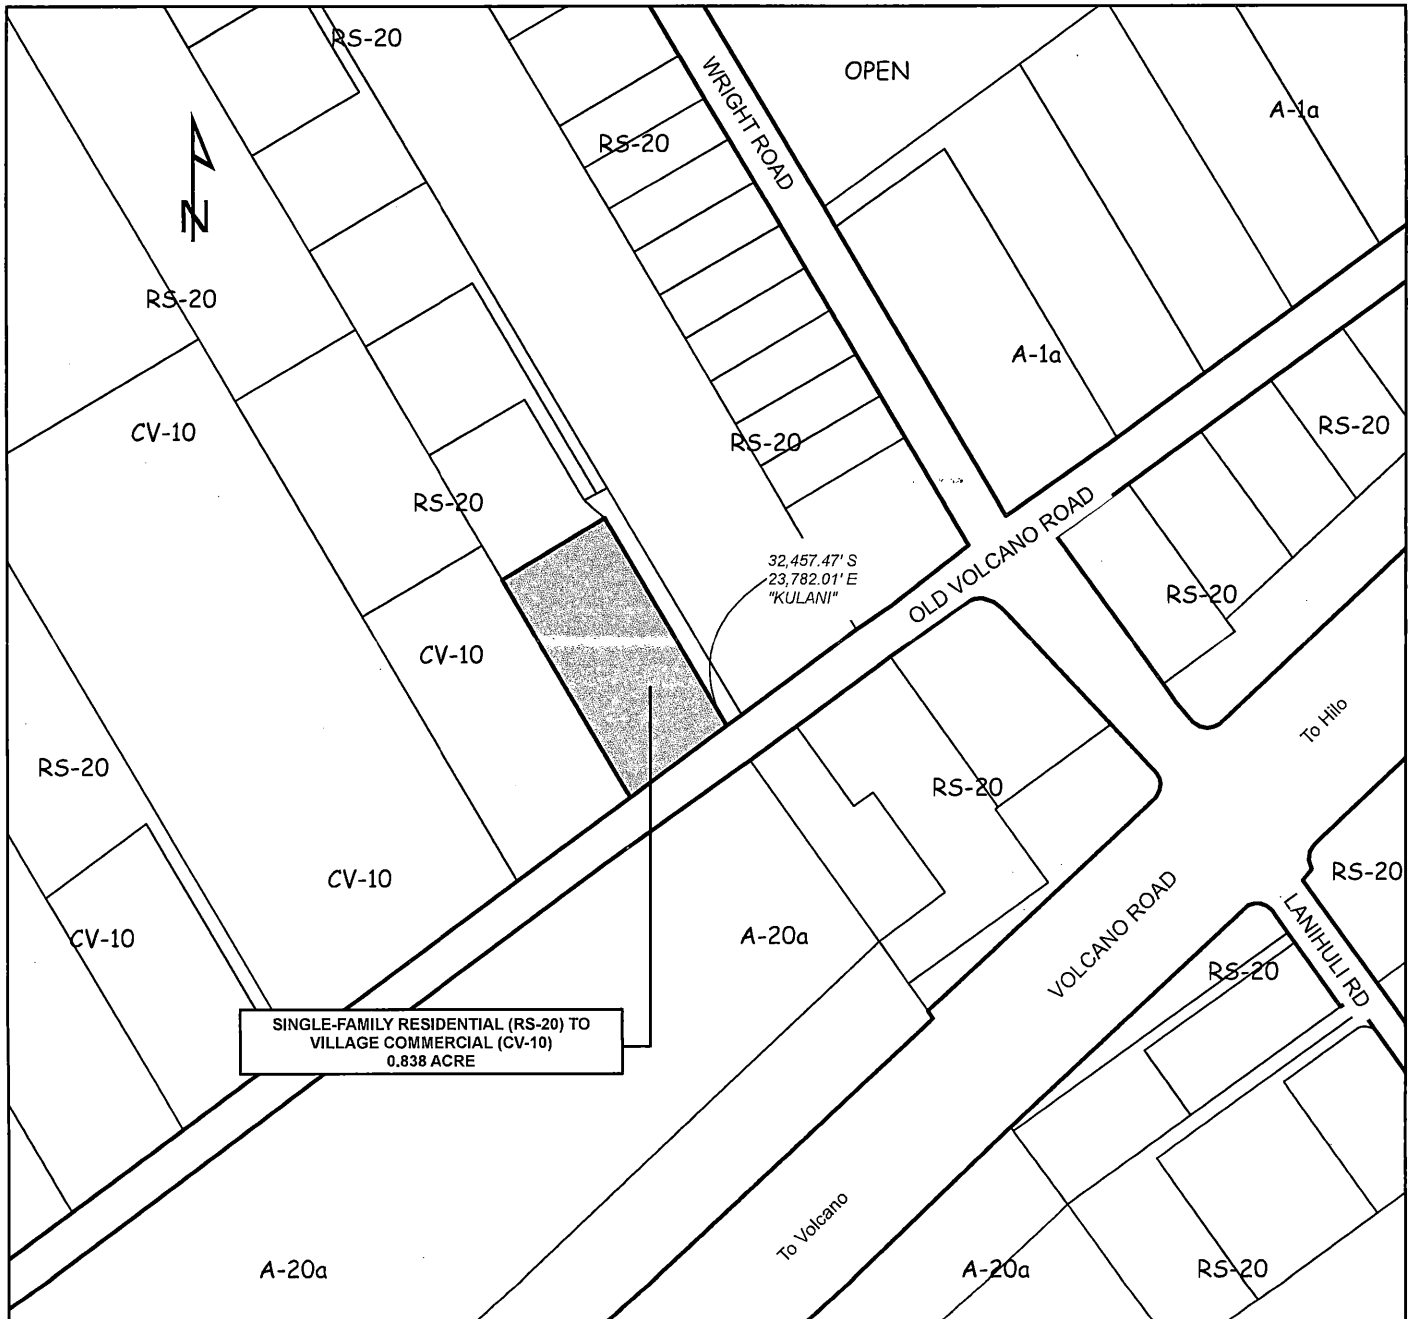 RS-20
OPEN
WRIGHT ROAD
A-1a
RS-20
N
RS-20
A-1a
RS-20
CV-10
RS-20
RS-20
OLD VOLCANO ROAD
32,457.47' S
23,782.01' E
"KULANI"
RS-20
CV-10
To Hilo
RS-20
RS-20
RS-20
CV-10
VOLCANO ROAD
LANIHULI RD
CV-10
A-20a
RS-20
SINGLE-FAMILY RESIDENTIAL (RS-20) TO
VILLAGE COMMERCIAL (CV-10)
0.838 ACRE
To Volcano
A-20a
A-20a
RS-20